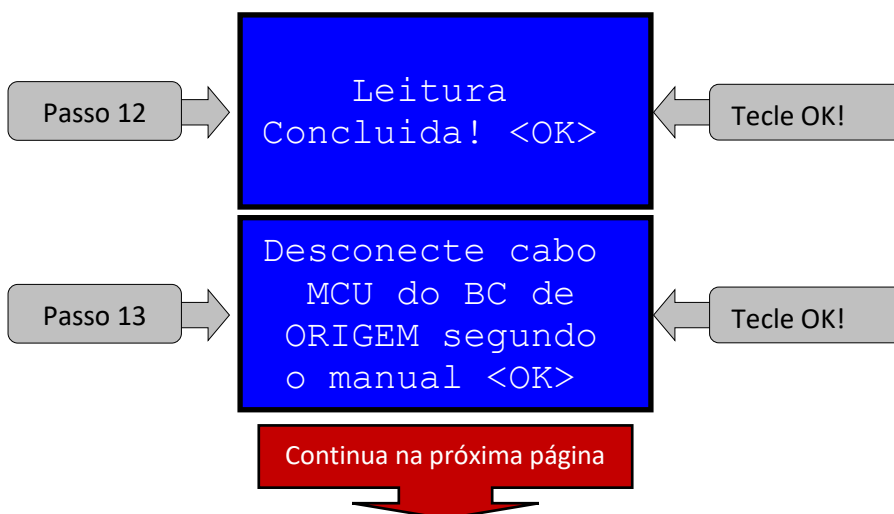 Passo 12
Leitura
Concluida! <OK>
Tecle OK!
Passo 13
Desconecte cabo
MCU do BC de
ORIGEM segundo
o manual <OK>
Tecle OK!
Continua na próxima página